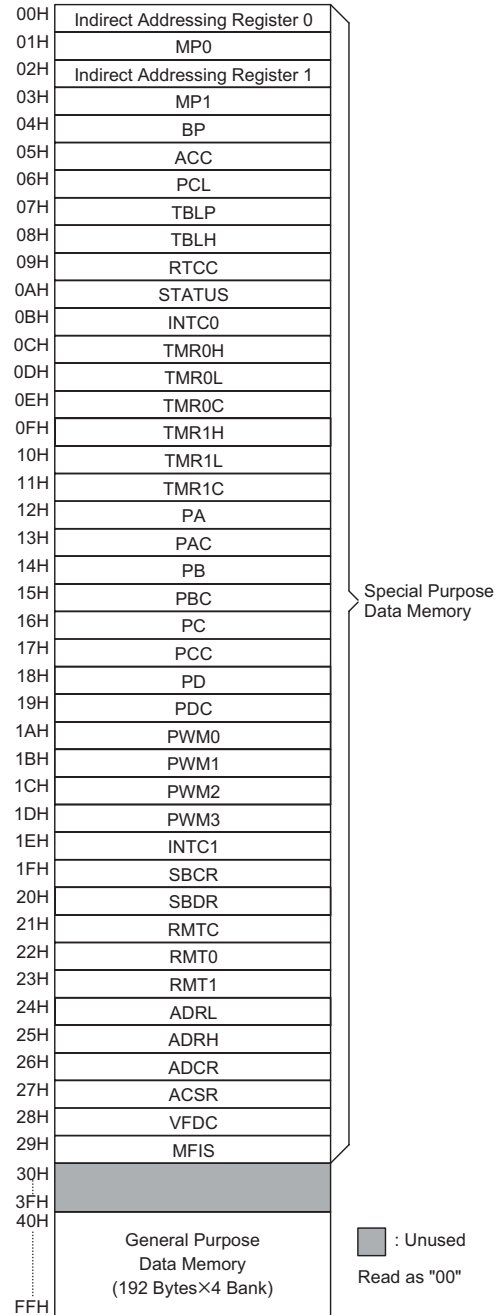 00H
Indirect Addressing Register 0
01H
MP0
02H
Indirect Addressing Register 1
03H
MP1
04H
BP
05H
ACC
06H
PCL
07H
TBLP
08H
TBLH
09H
RTCC
0AH
STATUS
0BH
INTC0
0CH
TMR0H
0DH
TMR0L
0EH
TMR0C
0FH
TMR1H
10H
TMR1L
11H
TMR1C
12H
PA
13H
PAC
14H
PB
15H
PBC
16H
PC
17H
PCC
18H
PD
19H
PDC
1AH
PWM0
1BH
PWM1
1CH
PWM2
1DH
PWM3
1EH
INTC1
1FH
SBCR
20H
SBDR
21H
RMTC
22H
RMT0
23H
RMT1
24H
ADRL
25H
ADRH
26H
ADCR
27H
ACSR
28H
VFDC
29H
MFIS
Special Purpose
Data Memory
30H
3FH
40H
General Purpose
Data Memory
(192 Bytes×4 Bank)
FFH
: Unused
Read as "00"